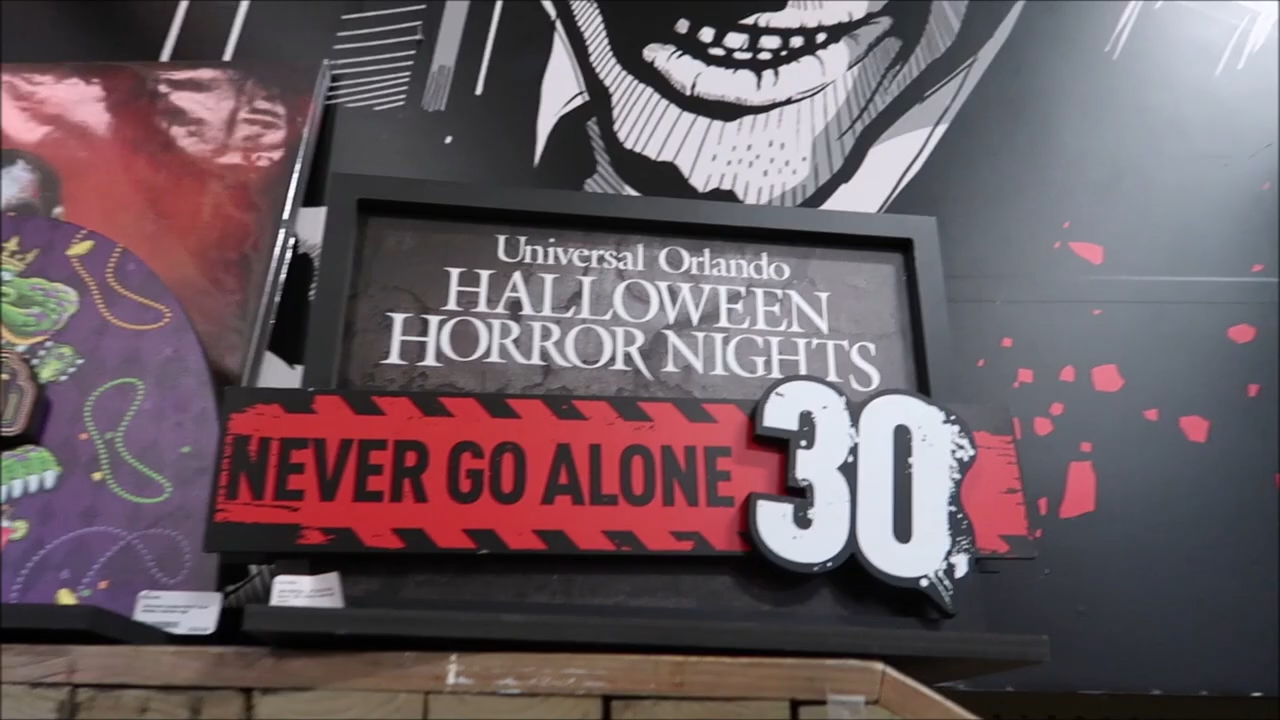 Universal Orlando
HALLOWEEN
HORROR NIGHTS
NEVER GO ALONE 30